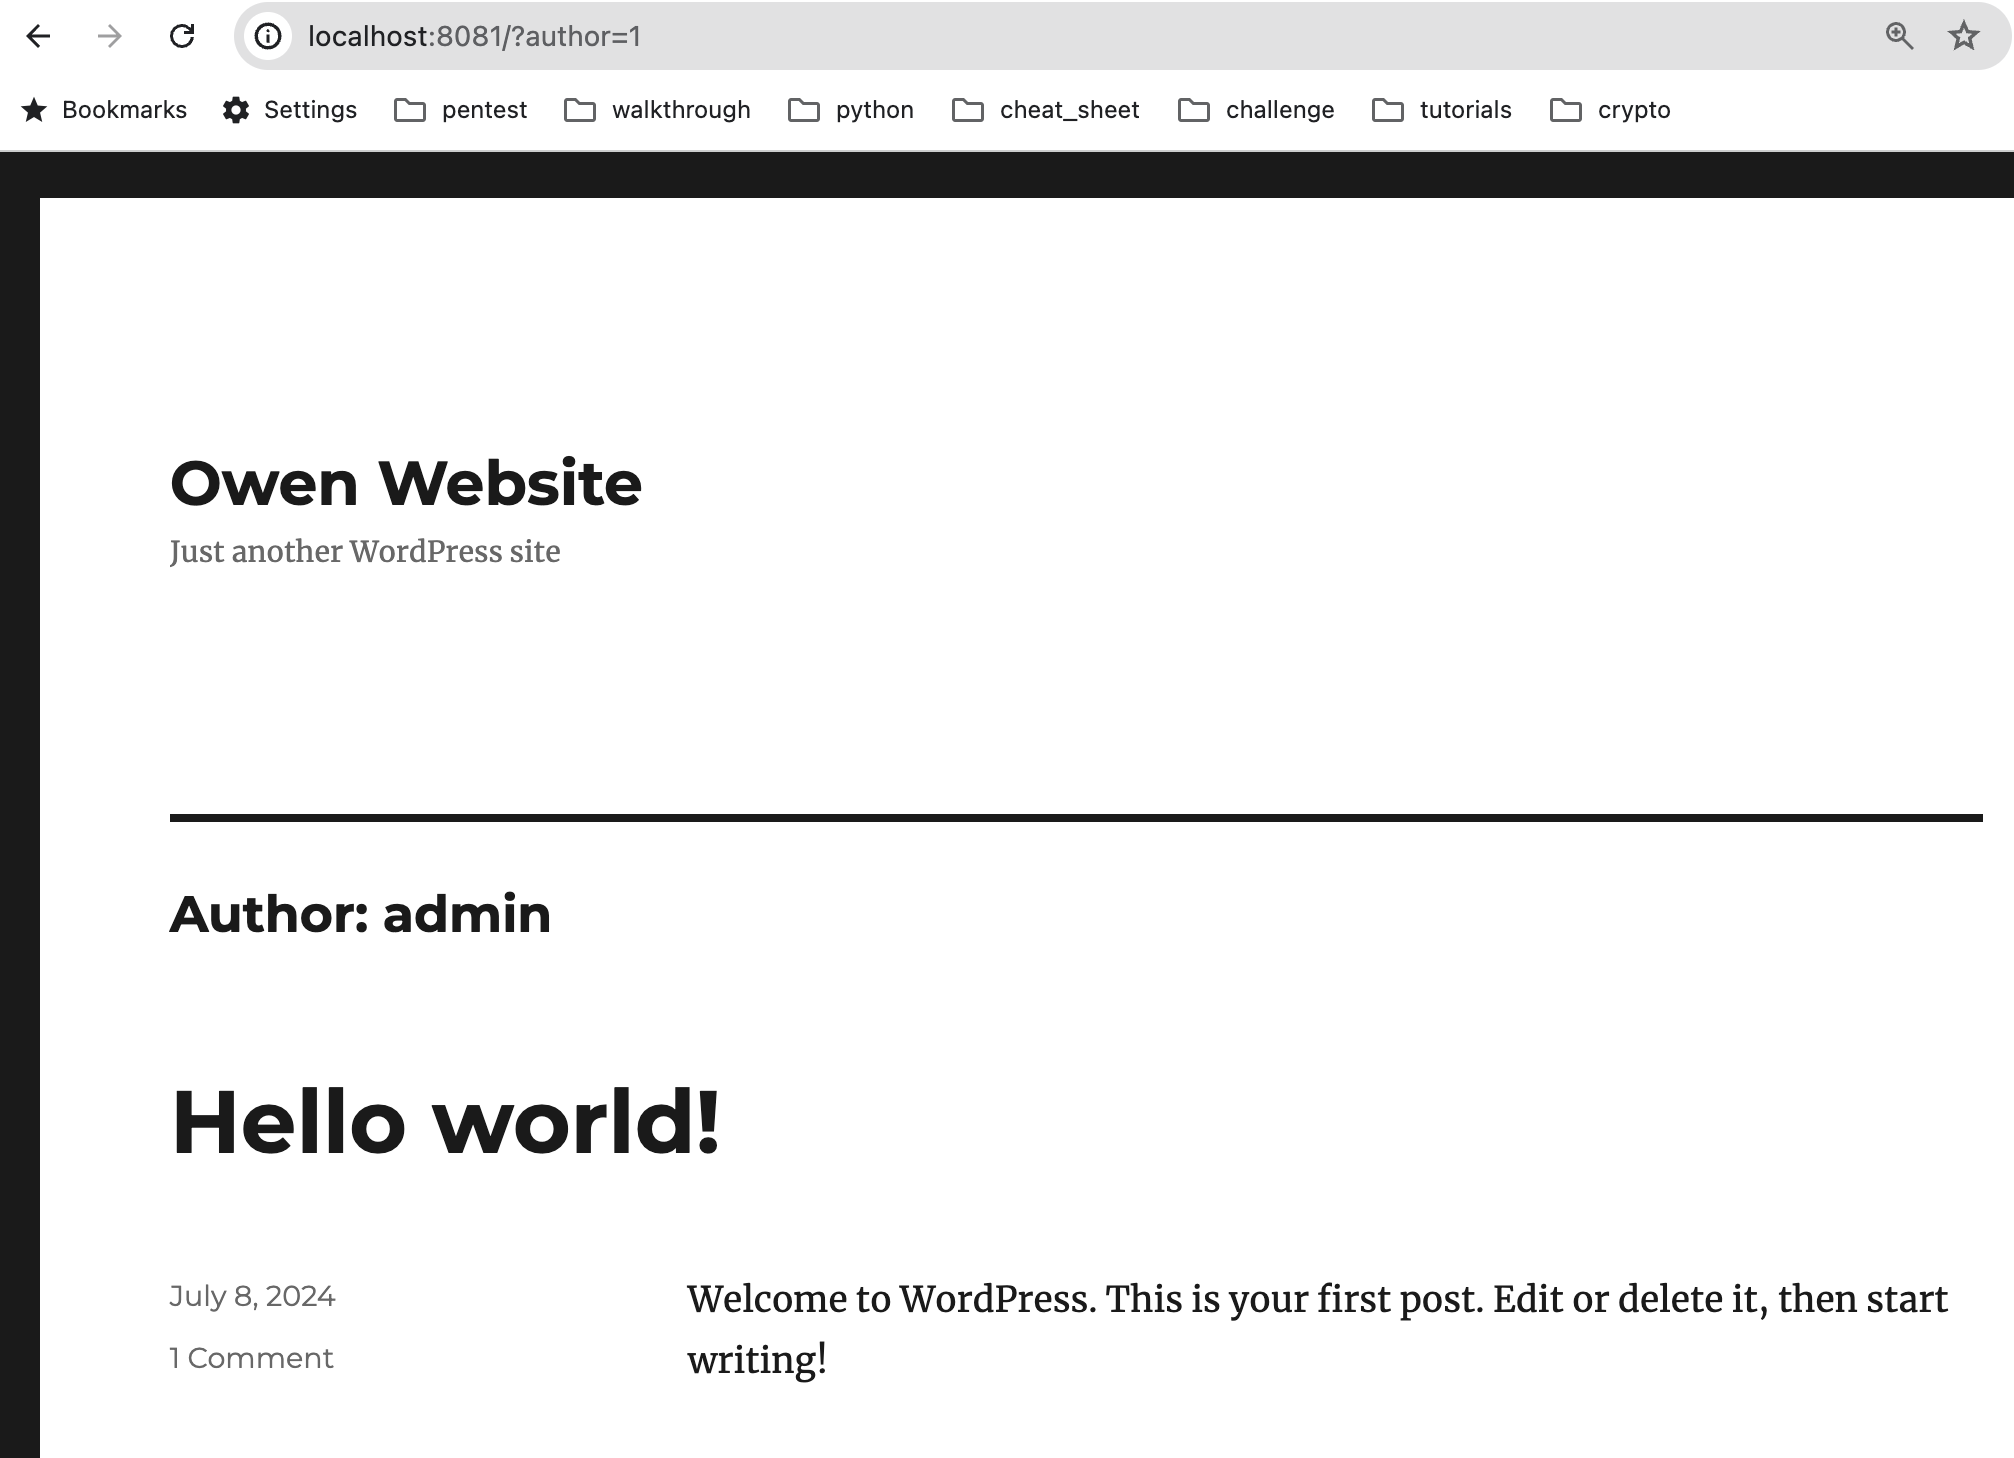 localhost:8081/?author=1
Bookmarks Settings pentest walkthrough python cheat_sheet challenge tutorials crypto
Owen Website
Just another WordPress site
Author: admin
Hello world!
July 8, 2024
1 Comment
Welcome to WordPress. This is your first post. Edit or delete it, then start
writing!